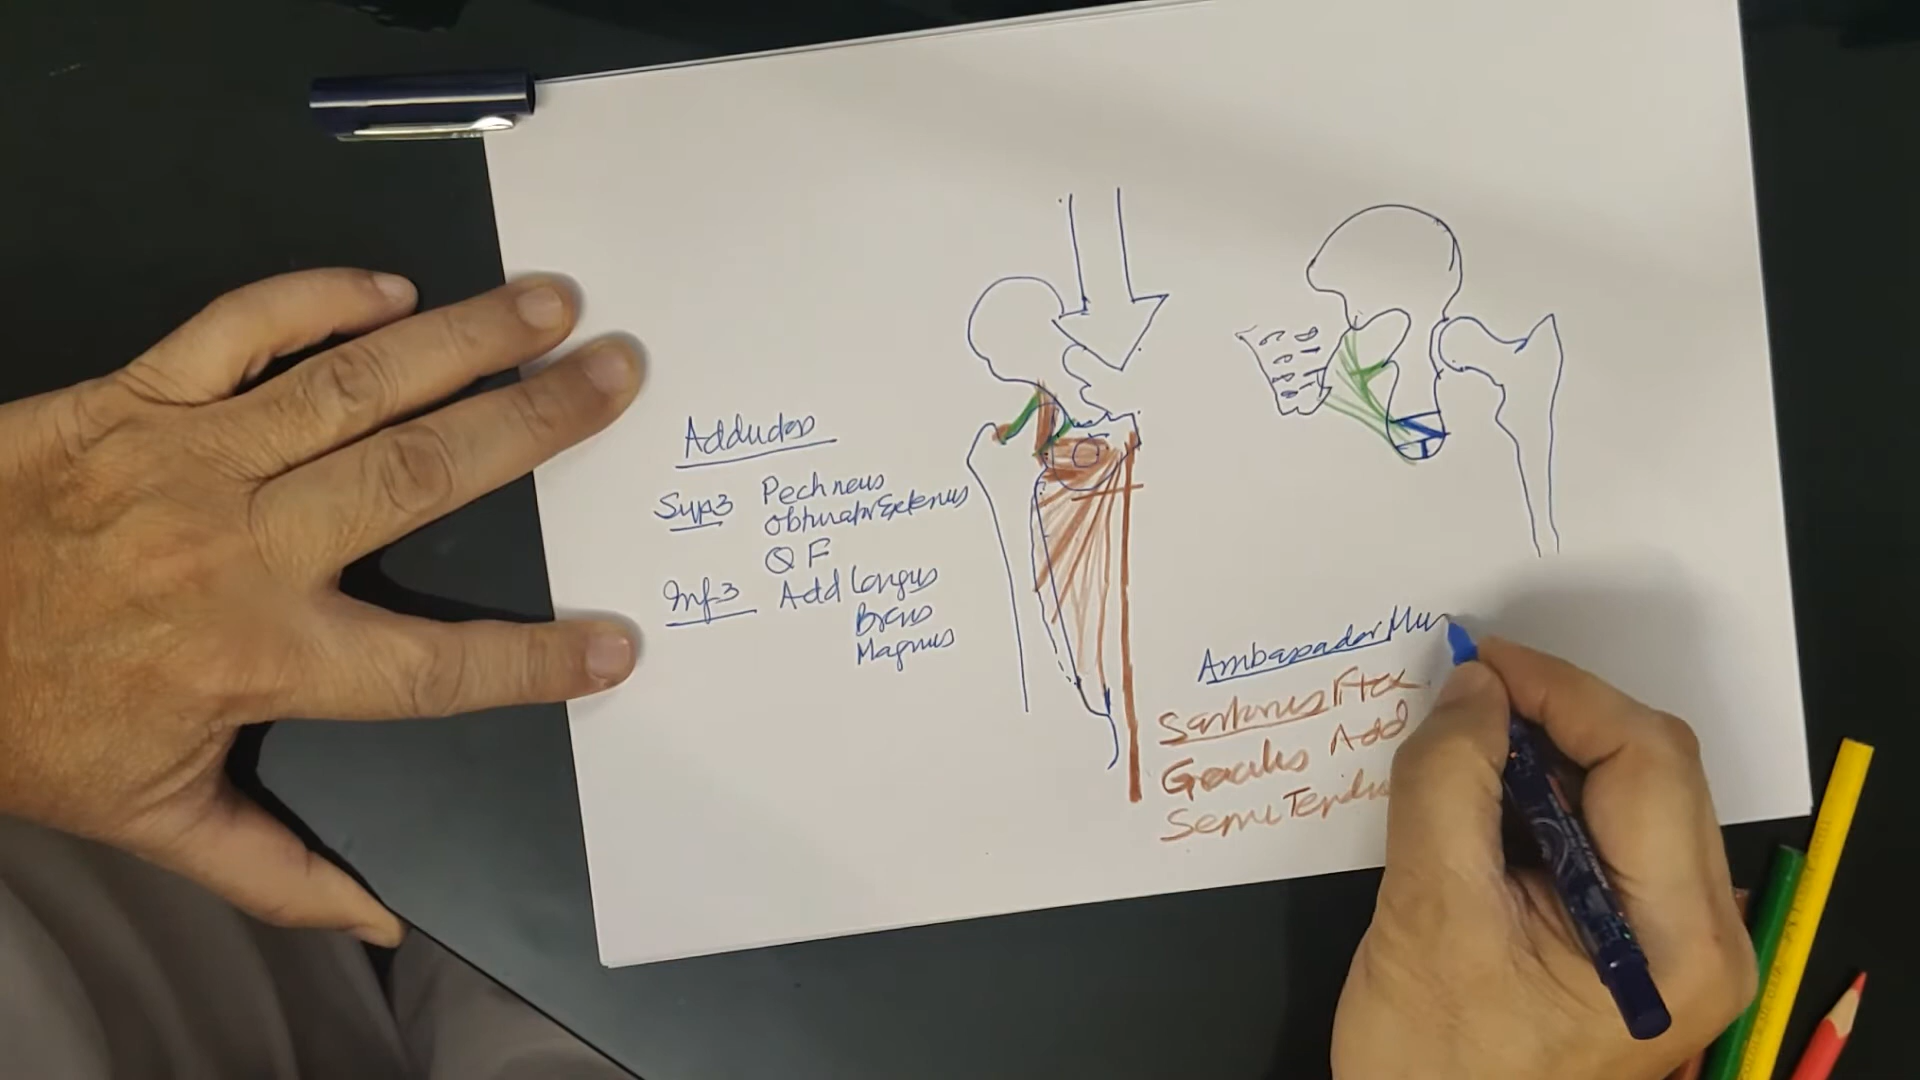 Adductors
Sup3 Pectineus
Obturator Externus
QF
Inf3 Add Longus
Brevis
Magnus
Ambassador Mus
Sartorius Flex.
Gracilis Add
Semi Tendin